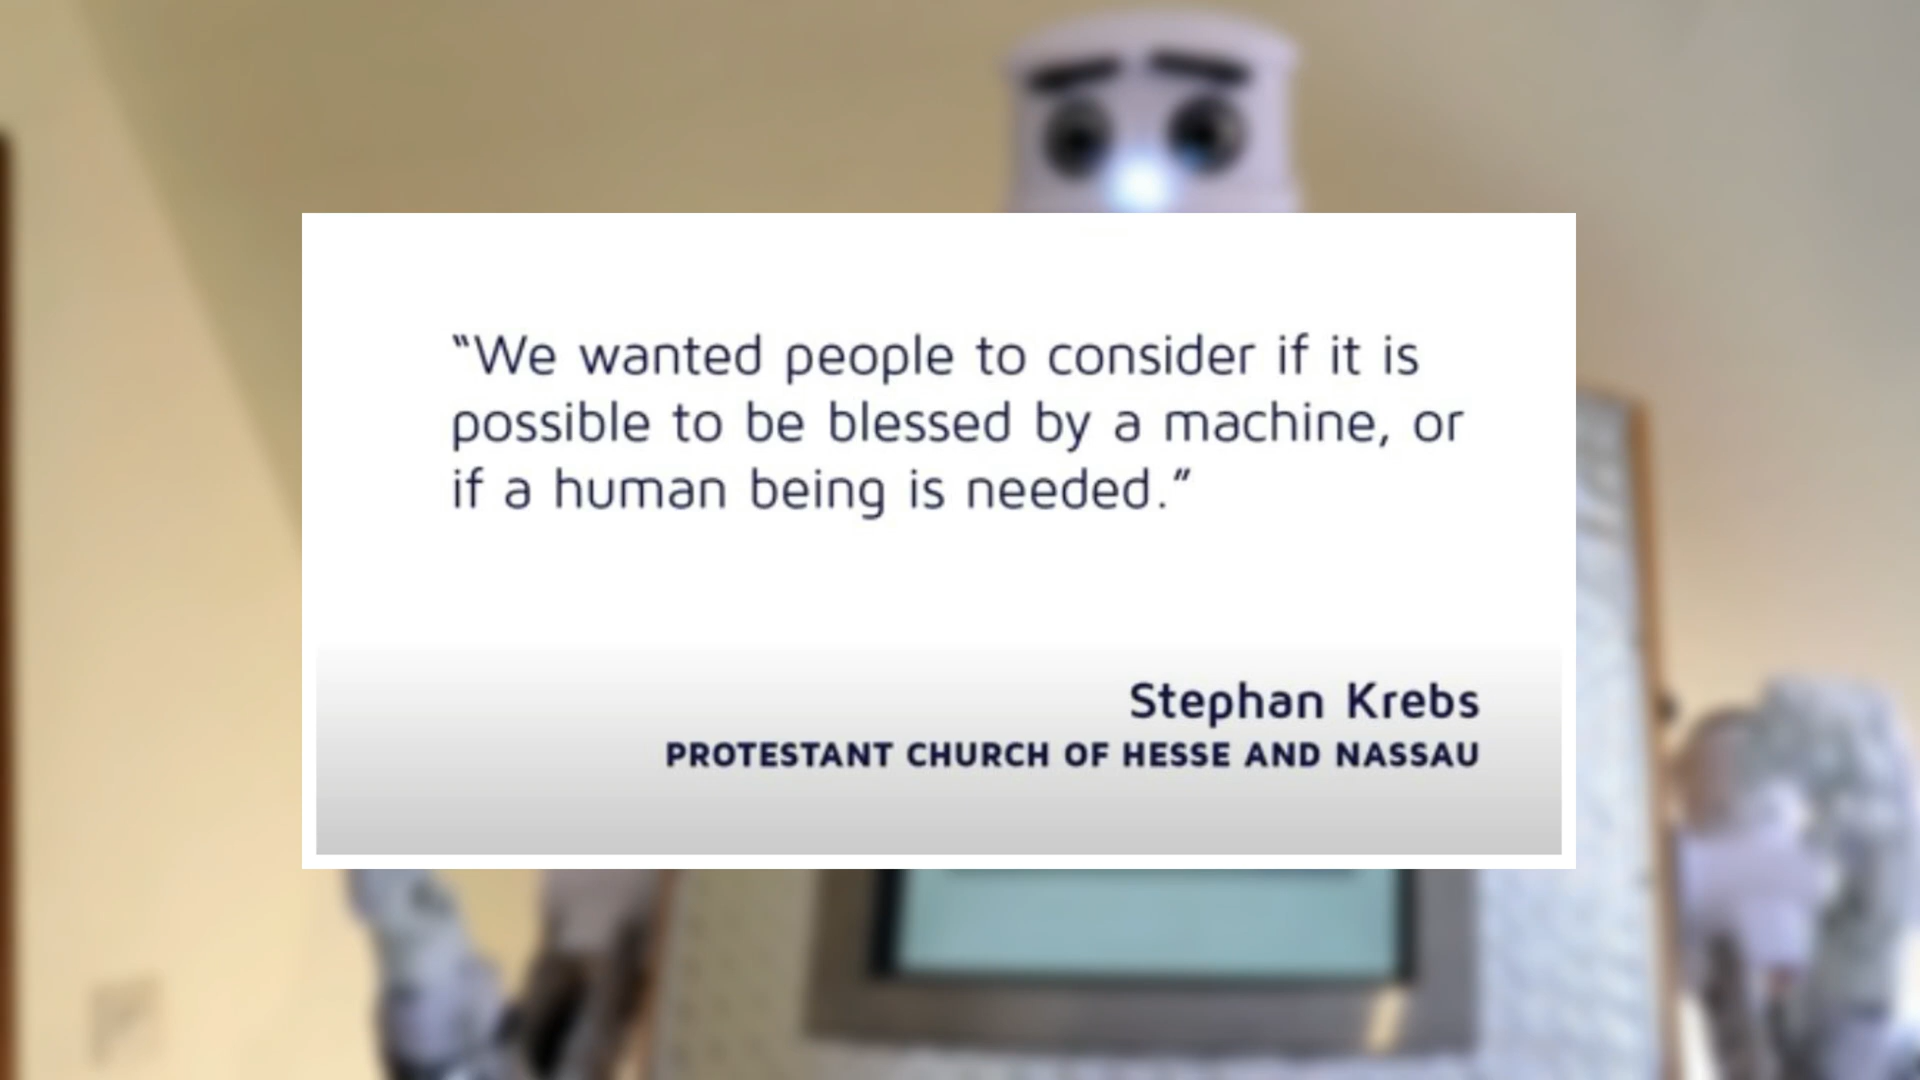 “We wanted people to consider if it is
possible to be blessed by a machine, or
if a human being is needed.”
Stephan Krebs
PROTESTANT CHURCH OF HESSE AND NASSAU